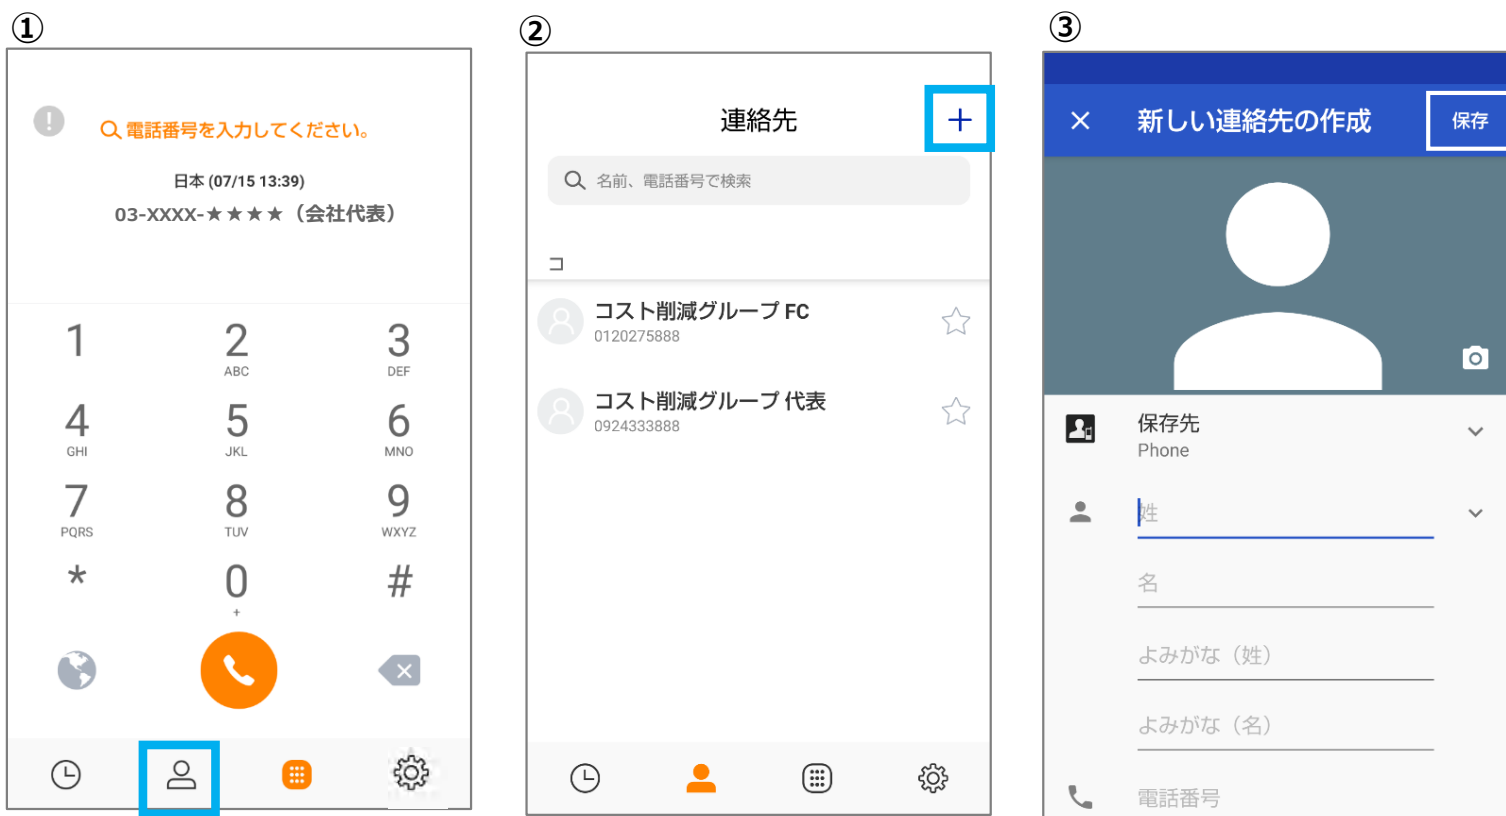 ①
電話番号を入力してください。
日本 (07/15 13:39)
03-XXXX-★★★★（会社代表）
1
2
ABC
3
DEF
4
GHI
5
JKL
6
MNO
7
PQRS
8
TUV
9
WXYZ
*
0
+
#
②
連絡先
名前、電話番号で検索
コ
コスト削減グループ FC
0120275888
コスト削減グループ 代表
0924333888
③
新しい連絡先の作成
保存
保存先
Phone
姓
名
よみがな（姓）
よみがな（名）
電話番号